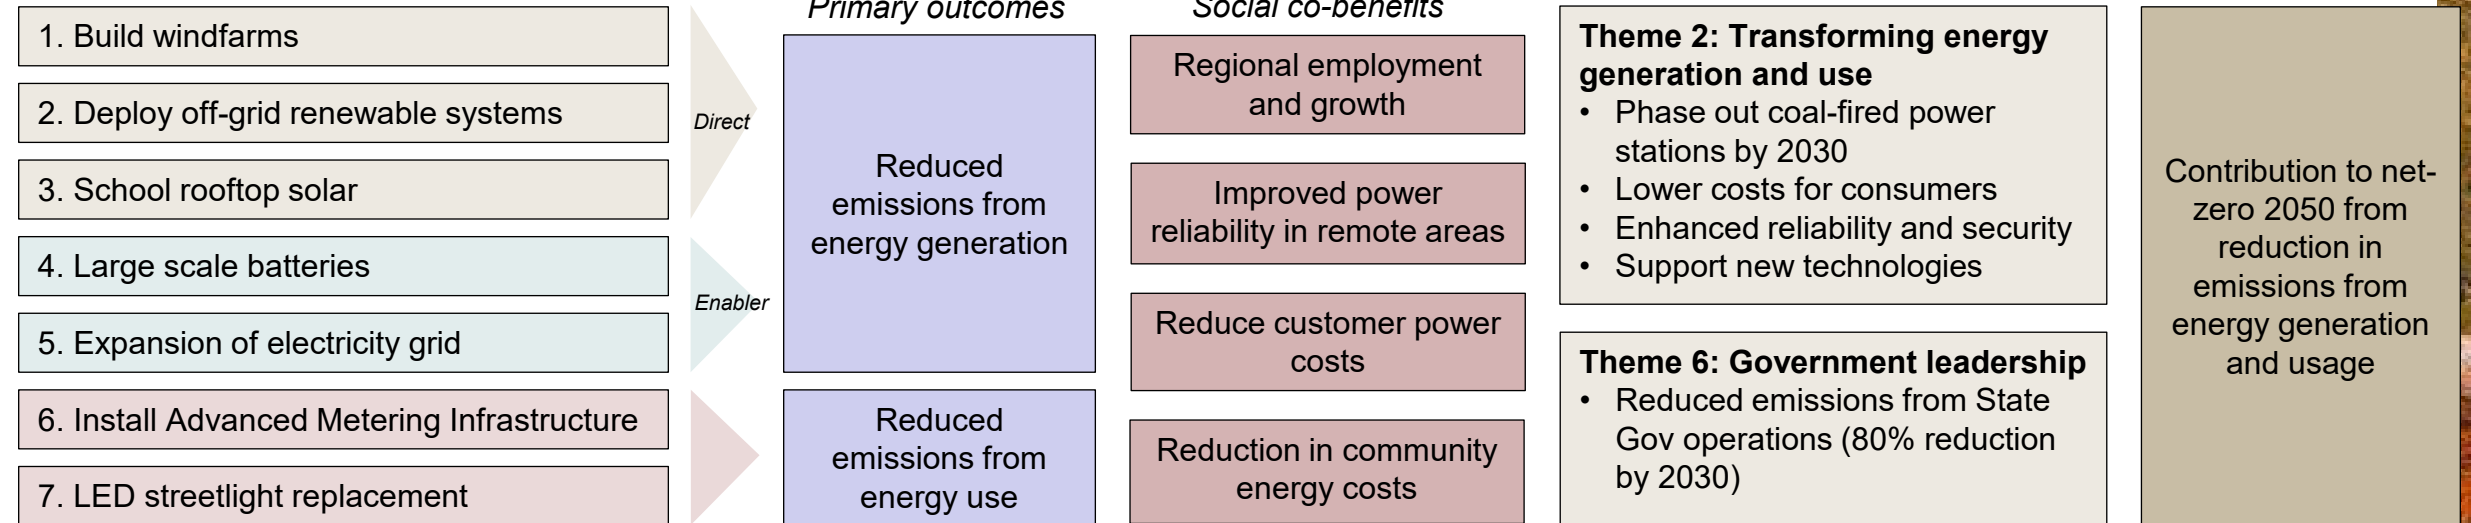 Primary outcomes
Social co-benefits
1. Build windfarms
2. Deploy off-grid renewable systems
3. School rooftop solar
4. Large scale batteries
5. Expansion of electricity grid
6. Install Advanced Metering Infrastructure
7. LED streetlight replacement
Direct
Enabler
Reduced
emissions from
energy generation
Reduced
emissions from
energy use
Regional employment
and growth
Improved power
reliability in remote areas
Reduce customer power
costs
Reduction in community
energy costs
Theme 2: Transforming energy
generation and use
• Phase out coal-fired power
stations by 2030
• Lower costs for consumers
• Enhanced reliability and security
• Support new technologies
Theme 6: Government leadership
• Reduced emissions from State
Gov operations (80% reduction
by 2030)
Contribution to net-
zero 2050 from
reduction in
emissions from
energy generation
and usage